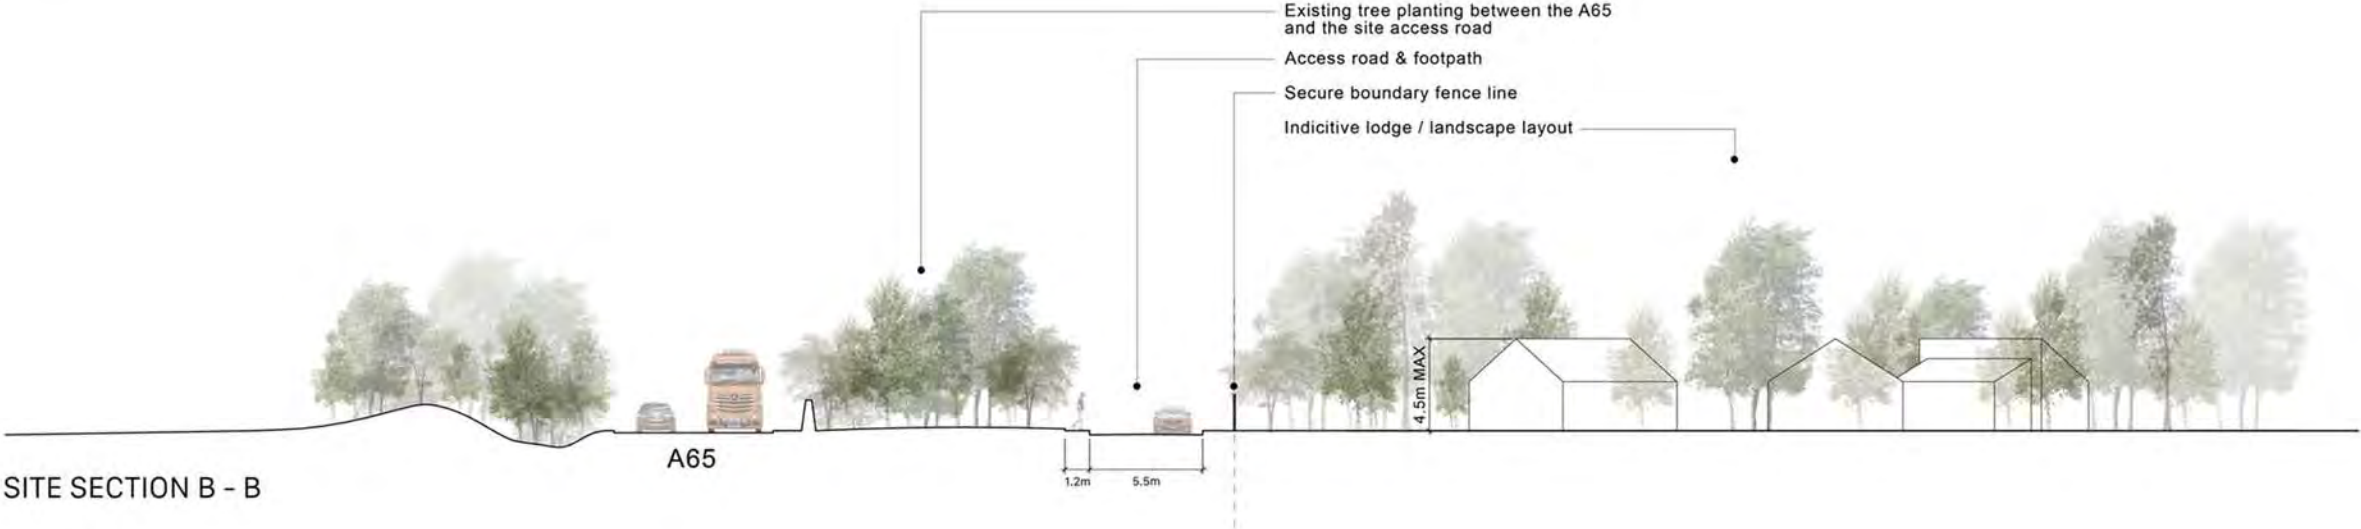 Existing tree planting between the A65
and the site access road
Access road & footpath
Secure boundary fence line
Indicitive lodge / landscape layout
4.5m MAX
A65
1.2m
5.5m
SITE SECTION B - B